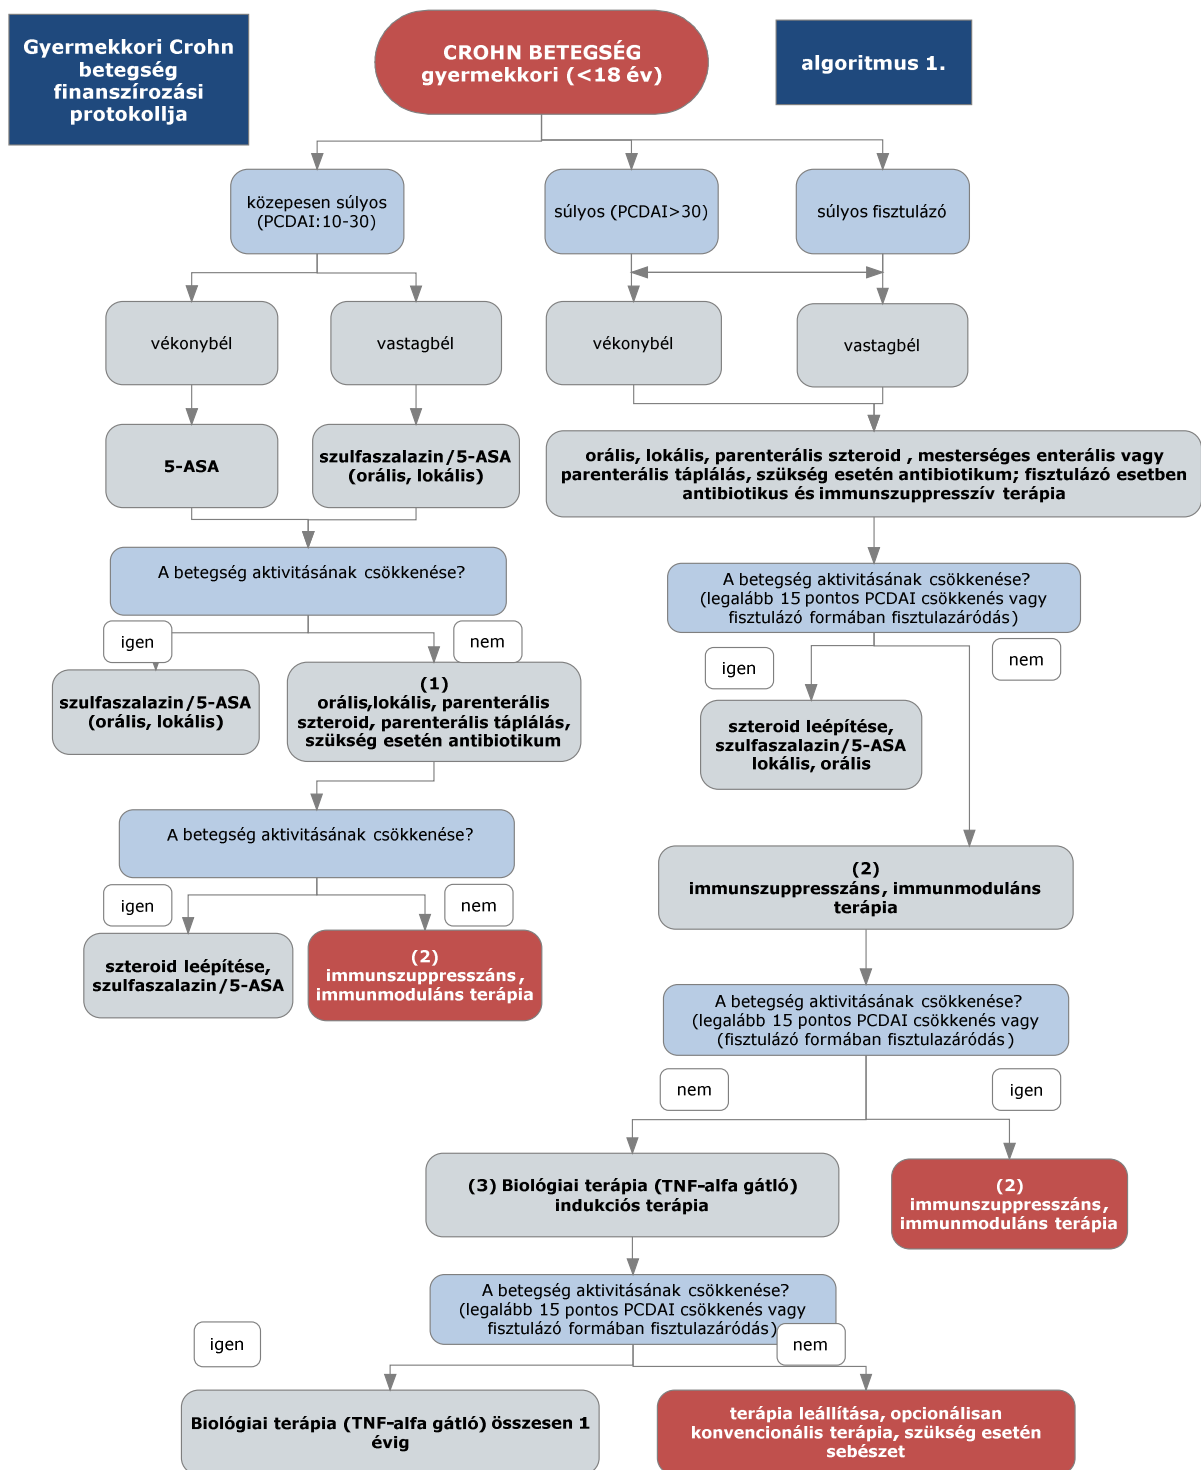 Gyermekkori Crohn
betegség
finanszírozási
protokollja
CROHN BETEGSÉG
gyermekkori (<18 év)
algoritmus 1.
közepesen súlyos
(PCDAI:10-30)
súlyos (PCDAI>30)
súlyos fisztulázó
vékonybél
vastagbél
vékonybél
vastagbél
5-ASA
szulfaszalazin/5-ASA
(orális, lokális)
orális, lokális, parenterális szteroid , mesterséges enterális vagy
parenterális táplálás, szükség esetén antibiotikum; fisztulázó esetben
antibiotikus és immunszuppresszív terápia
A betegség aktivitásának csökkenése?
igen
nem
szulfaszalazin/5-ASA
(orális, lokális)
(1)
orális,lokális, parenterális
szteroid, parenterális táplálás,
szükség esetén antibiotikum
A betegség aktivitásának csökkenése?
igen
nem
szteroid leépítése,
szulfaszalazin/5-ASA
(2)
immunszuppresszáns,
immunmoduláns terápia
A betegség aktivitásának csökkenése?
(legalább 15 pontos PCDAI csökkenés vagy
fisztulázó formában fisztulazáródás)
igen
nem
szteroid leépítése,
szulfaszalazin/5-ASA
lokális, orális
(2)
immunszuppresszáns, immunmoduláns
terápia
A betegség aktivitásának csökkenése?
(legalább 15 pontos PCDAI csökkenés vagy
(fisztulázó formában fisztulazáródás)
nem
igen
(3) Biológiai terápia (TNF-alfa gátló)
indukciós terápia
(2)
immunszuppresszáns,
immunmoduláns terápia
A betegség aktivitásának csökkenése?
(legalább 15 pontos PCDAI csökkenés vagy
fisztulázó formában fisztulazáródás)
igen
nem
Biológiai terápia (TNF-alfa gátló) összesen 1
évig
terápia leállítása, opcionálisan
konvencionális terápia, szükség esetén
sebészet